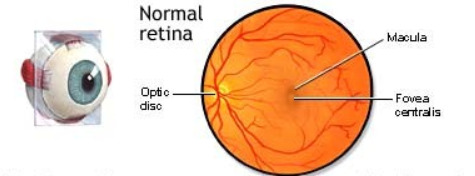 Normal
retina
Macula
Optic
disc
Fovea
centralis